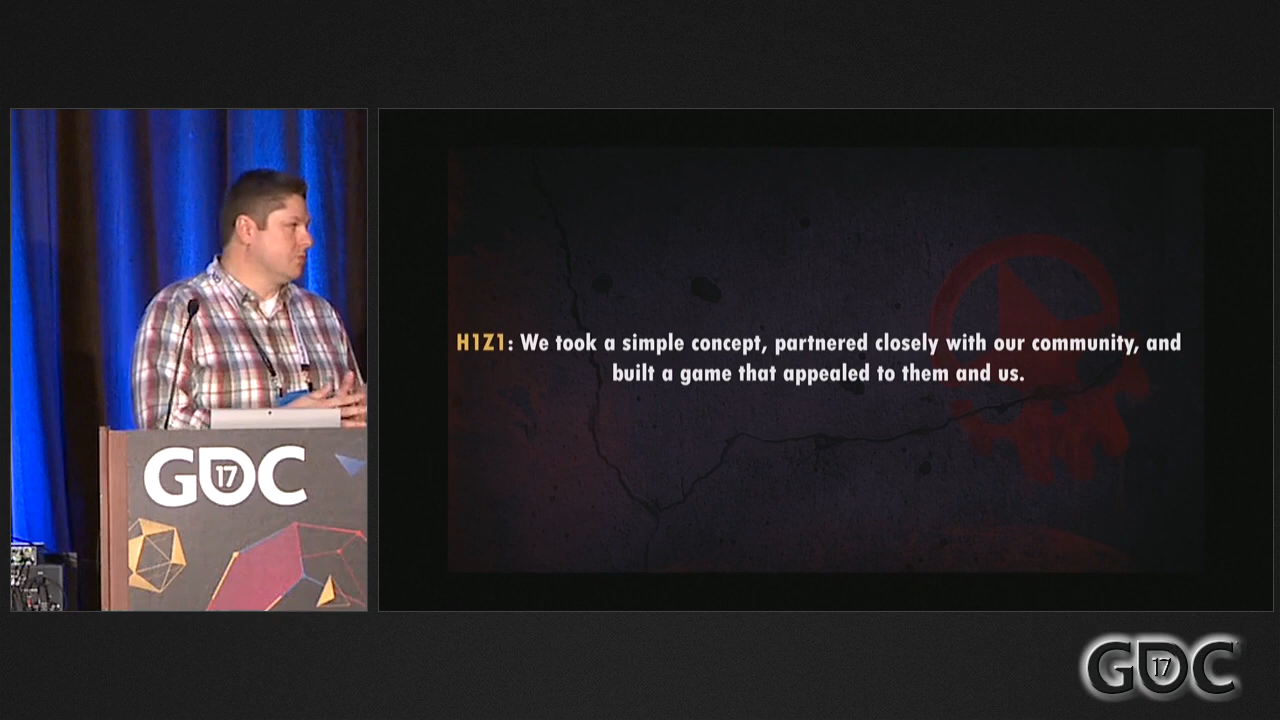 H1Z1: We took a simple concept, partnered closely with our community, and
built a game that appealed to them and us.
GDC
17
GDC
17